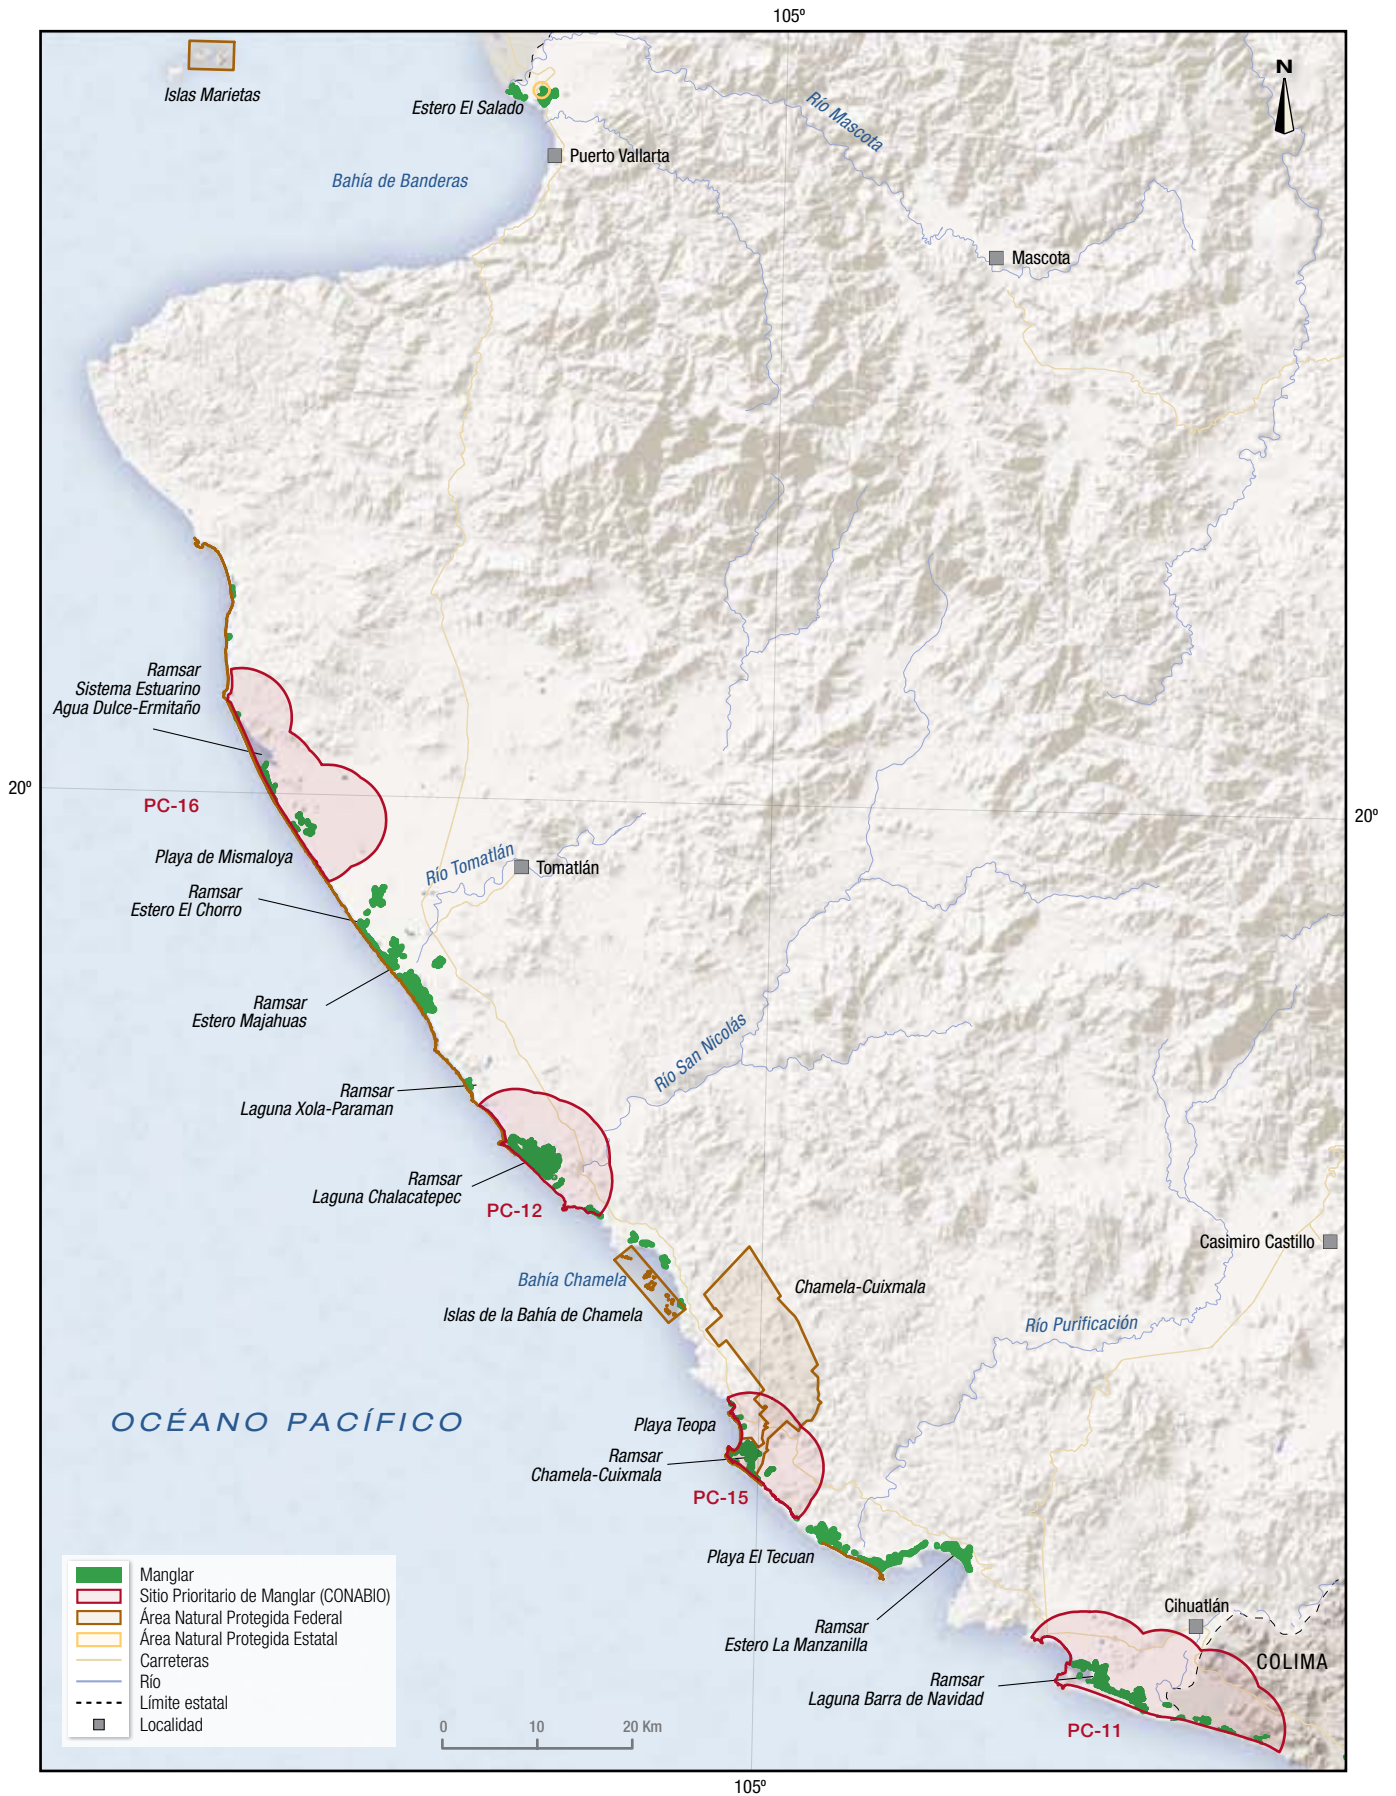 105º
N
Islas Marietas
Estero El Salado
Río Mascota
Puerto Vallarta
Bahía de Banderas
Mascota
Ramsar
Sistema Estuarino
Agua Dulce-Ermitaño
20º
PC-16
20º
Playa de Mismaloya
Río Tomatlán
Tomatlán
Ramsar
Estero El Chorro
Ramsar
Estero Majahuas
Río San Nicolás
Ramsar
Laguna Xola-Paraman
Ramsar
Laguna Chalacatepec
PC-12
Casimiro Castillo
Bahía Chamela
Chamela-Cuixmala
Islas de la Bahía de Chamela
Río Purificación
OCÉANO PACÍFICO
Playa Teopa
Ramsar
Chamela-Cuixmala
PC-15
Playa El Tecuan
Cihuatlán
Ramsar
Estero La Manzanilla
COLIMA
Ramsar
Laguna Barra de Navidad
PC-11
Manglar
Sitio Prioritario de Manglar (CONABIO)
Área Natural Protegida Federal
Área Natural Protegida Estatal
Carreteras
Río
Límite estatal
Localidad
0 10 20 Km
105º